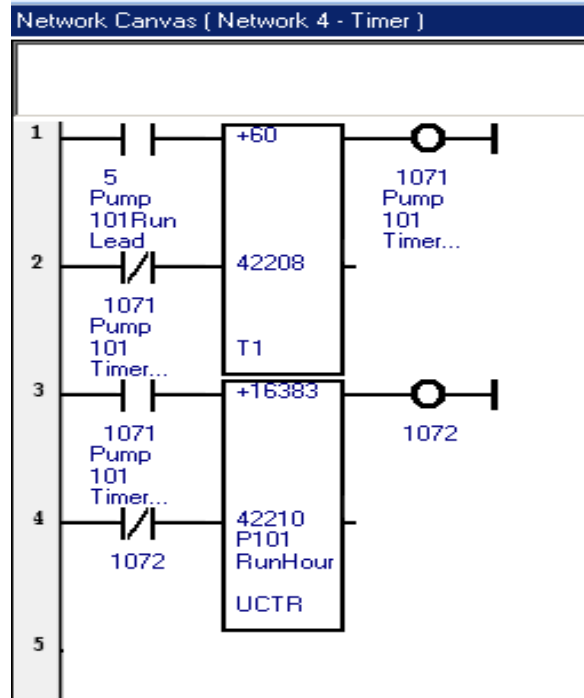 Network Canvas ( Network 4 - Timer )
1
+60
5
Pump
101Run
Lead
1071
Pump
101
Timer...
2
42208
1071
Pump
101
Timer...
T1
3
+16383
1071
Pump
101
Timer...
1072
4
1072
42210
P101
RunHour
UCTR
5